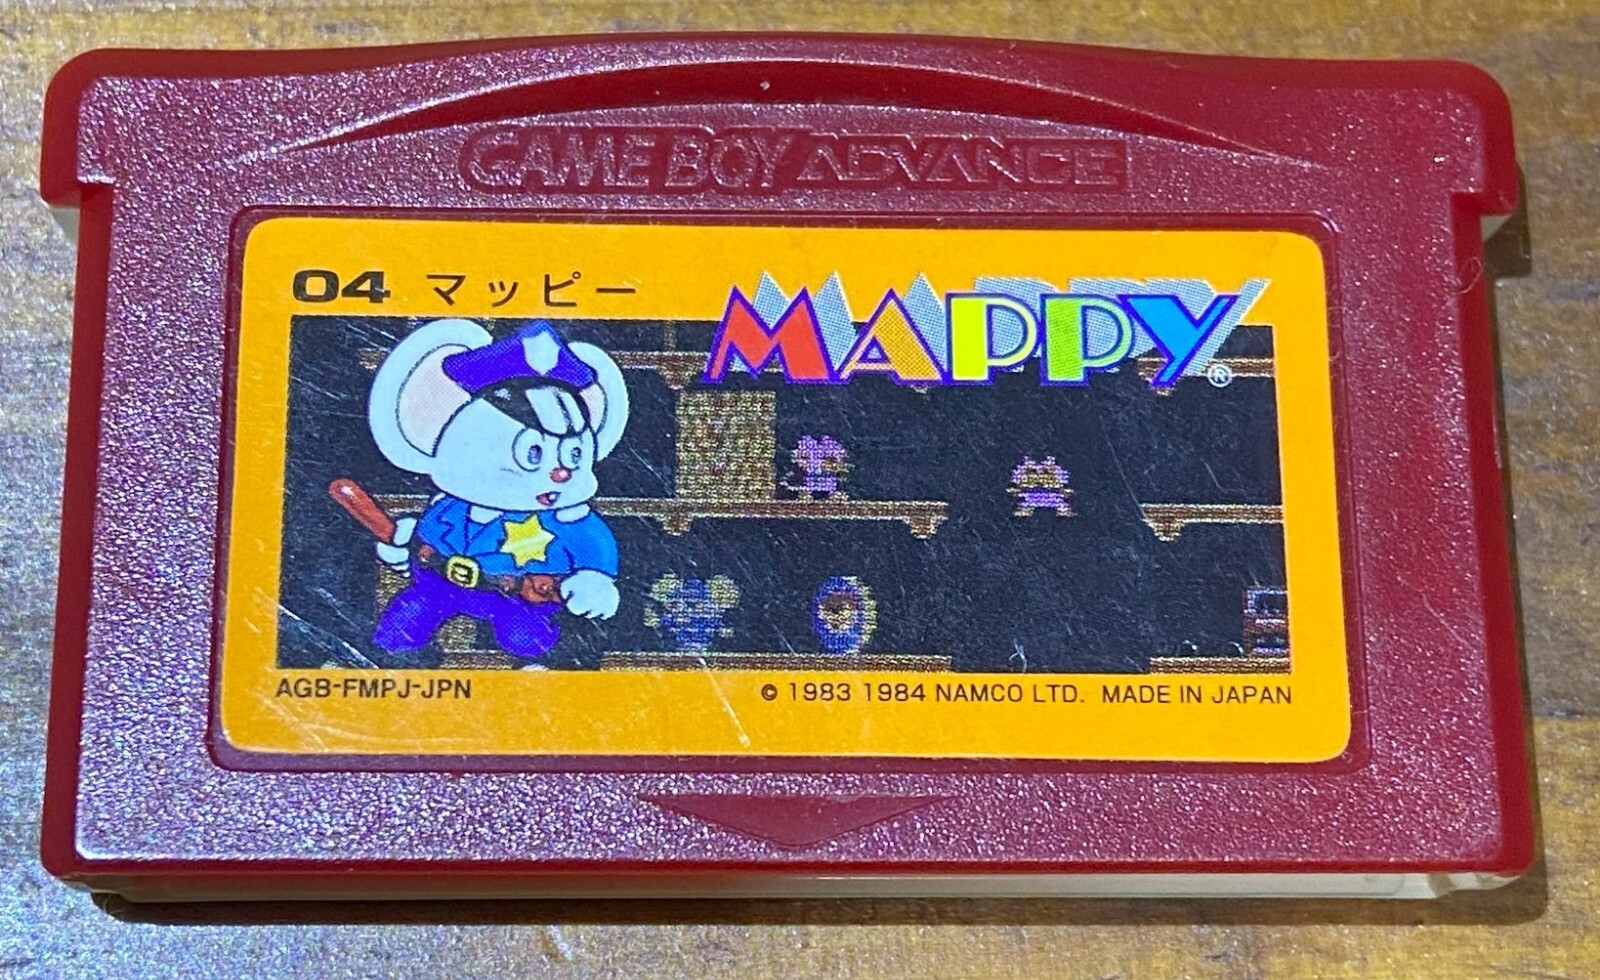 GAME BOY ADVANCE
04 マッピー
MAPPY®
AGB-FMPJ-JPN
© 1983 1984 NAMCO LTD. MADE IN JAPAN